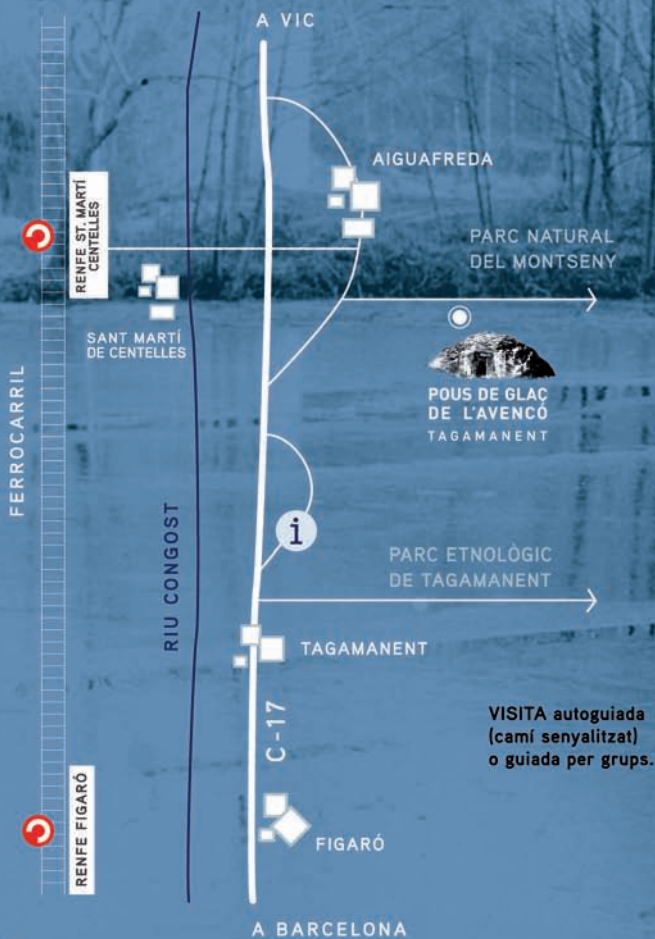 A VIC
AIGUAFREDA
RENFE ST. MARTÍ
CENTELLES
PARC NATURAL
DEL MONTSENY
SANT MARTÍ
DE CENTELLES
POUS DE GLAÇ
DE L'AVENCÓ
TAGAMANENT
FERROCARRIL
RIU CONGOST
i
PARC ETNOLÒGIC
DE TAGAMANENT
TAGAMANENT
C-17
VISITA autoguiada
(camí senyalitzat)
o guiada per grups.
RENFE FIGARÓ
FIGARÓ
A BARCELONA